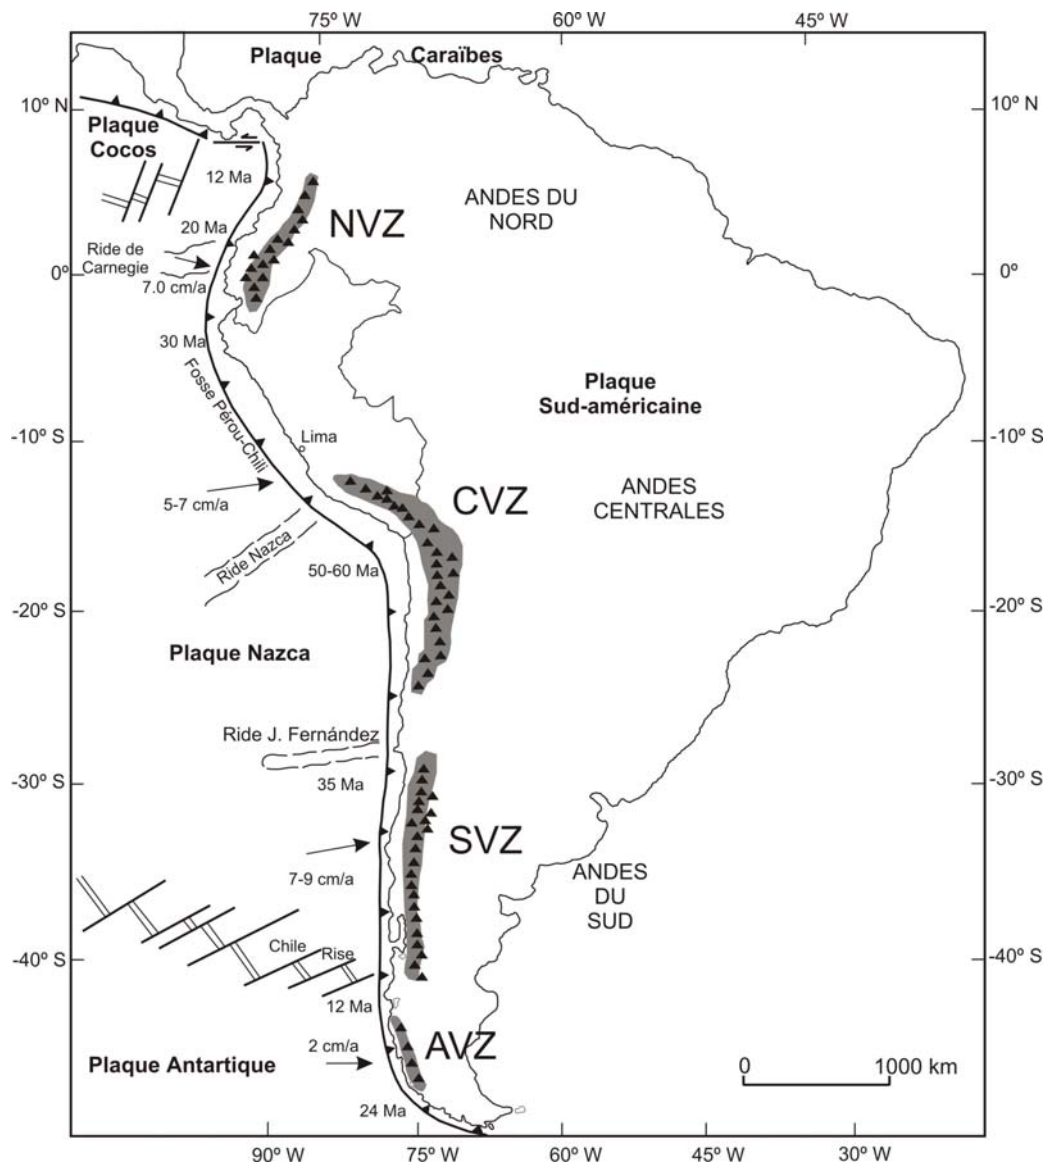 75º W
60º W
45º W
Plaque
Caraïbes
10º N
10º N
Plaque
Cocos
12 Ma
ANDES DU
NORD
NVZ
20 Ma
Ride de
Carnegie
0º
0º
7.0 cm/a
30 Ma
Fosse Pérou-Chili
Plaque
Sud-américaine
-10º S
-10º S
Lima
CVZ
ANDES
CENTRALES
5-7 cm/a
Ride Nazca
50-60 Ma
-20º S
-20º S
Plaque Nazca
Ride J. Fernández
-30º S
-30º S
35 Ma
SVZ
7-9 cm/a
ANDES
DU
SUD
Chile
Rise
-40º S
-40º S
12 Ma
2 cm/a
AVZ
Plaque Antartique
0
1000 km
24 Ma
90º W
75º W
60º W
45º W
30º W